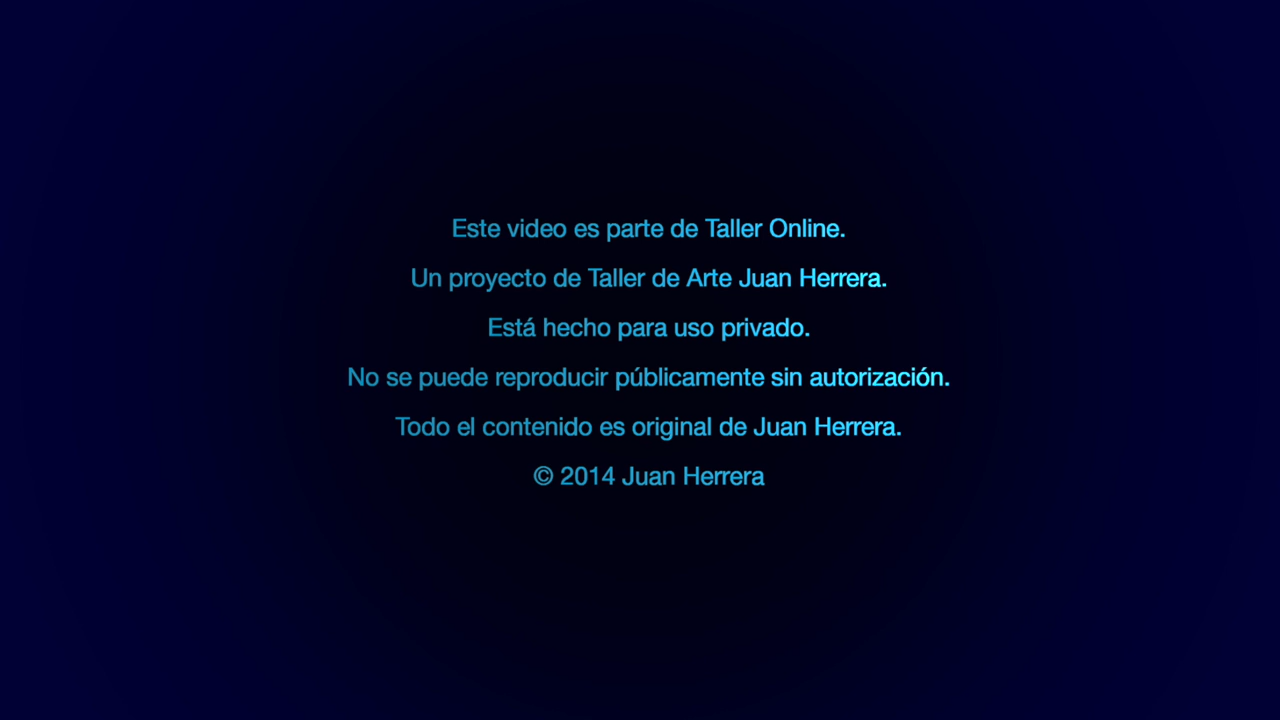 Este video es parte de Taller Online.
Un proyecto de Taller de Arte Juan Herrera.
Está hecho para uso privado.
No se puede reproducir públicamente sin autorización.
Todo el contenido es original de Juan Herrera.
© 2014 Juan Herrera